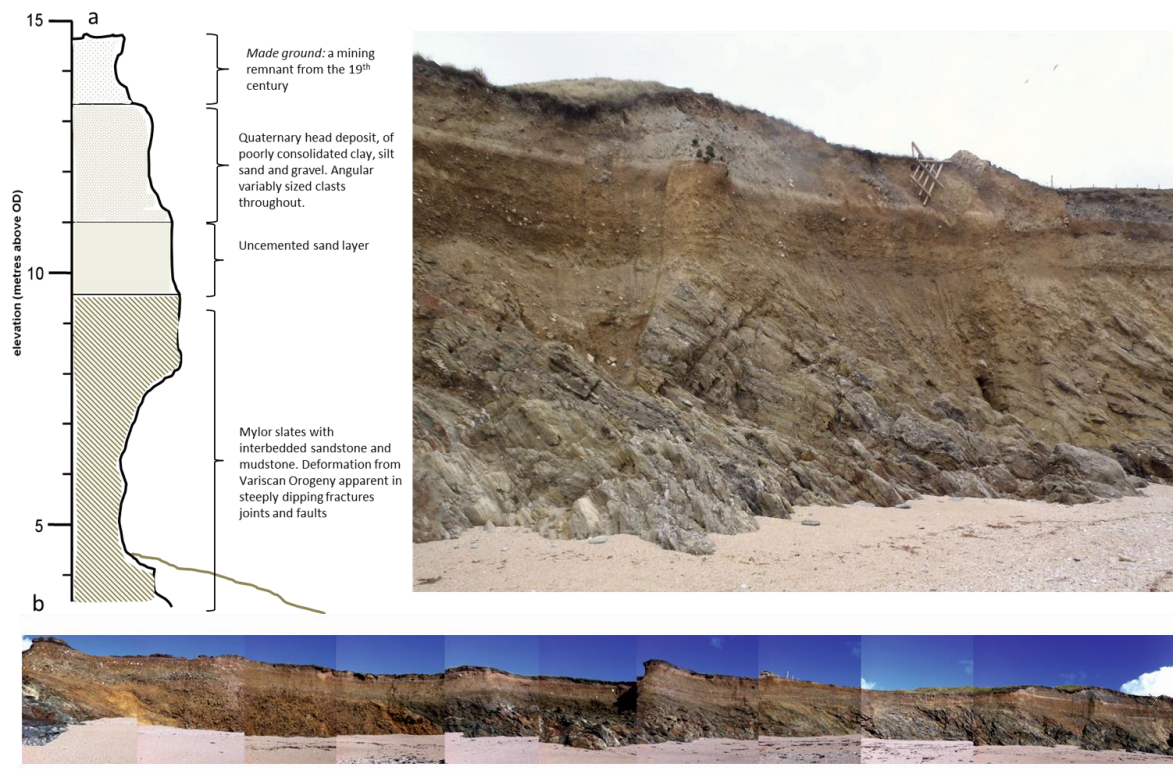 15
a
Made ground: a mining
remnant from the 19th
century
Quaternary head deposit, of
poorly consolidated clay, silt
sand and gravel. Angular
variably sized clasts
throughout.
Uncemented sand layer
10
elevation (metres above OD)
Mylor slates with
interbedded sandstone and
mudstone. Deformation from
Variscan Orogeny apparent in
steeply dipping fractures
joints and faults
5
b